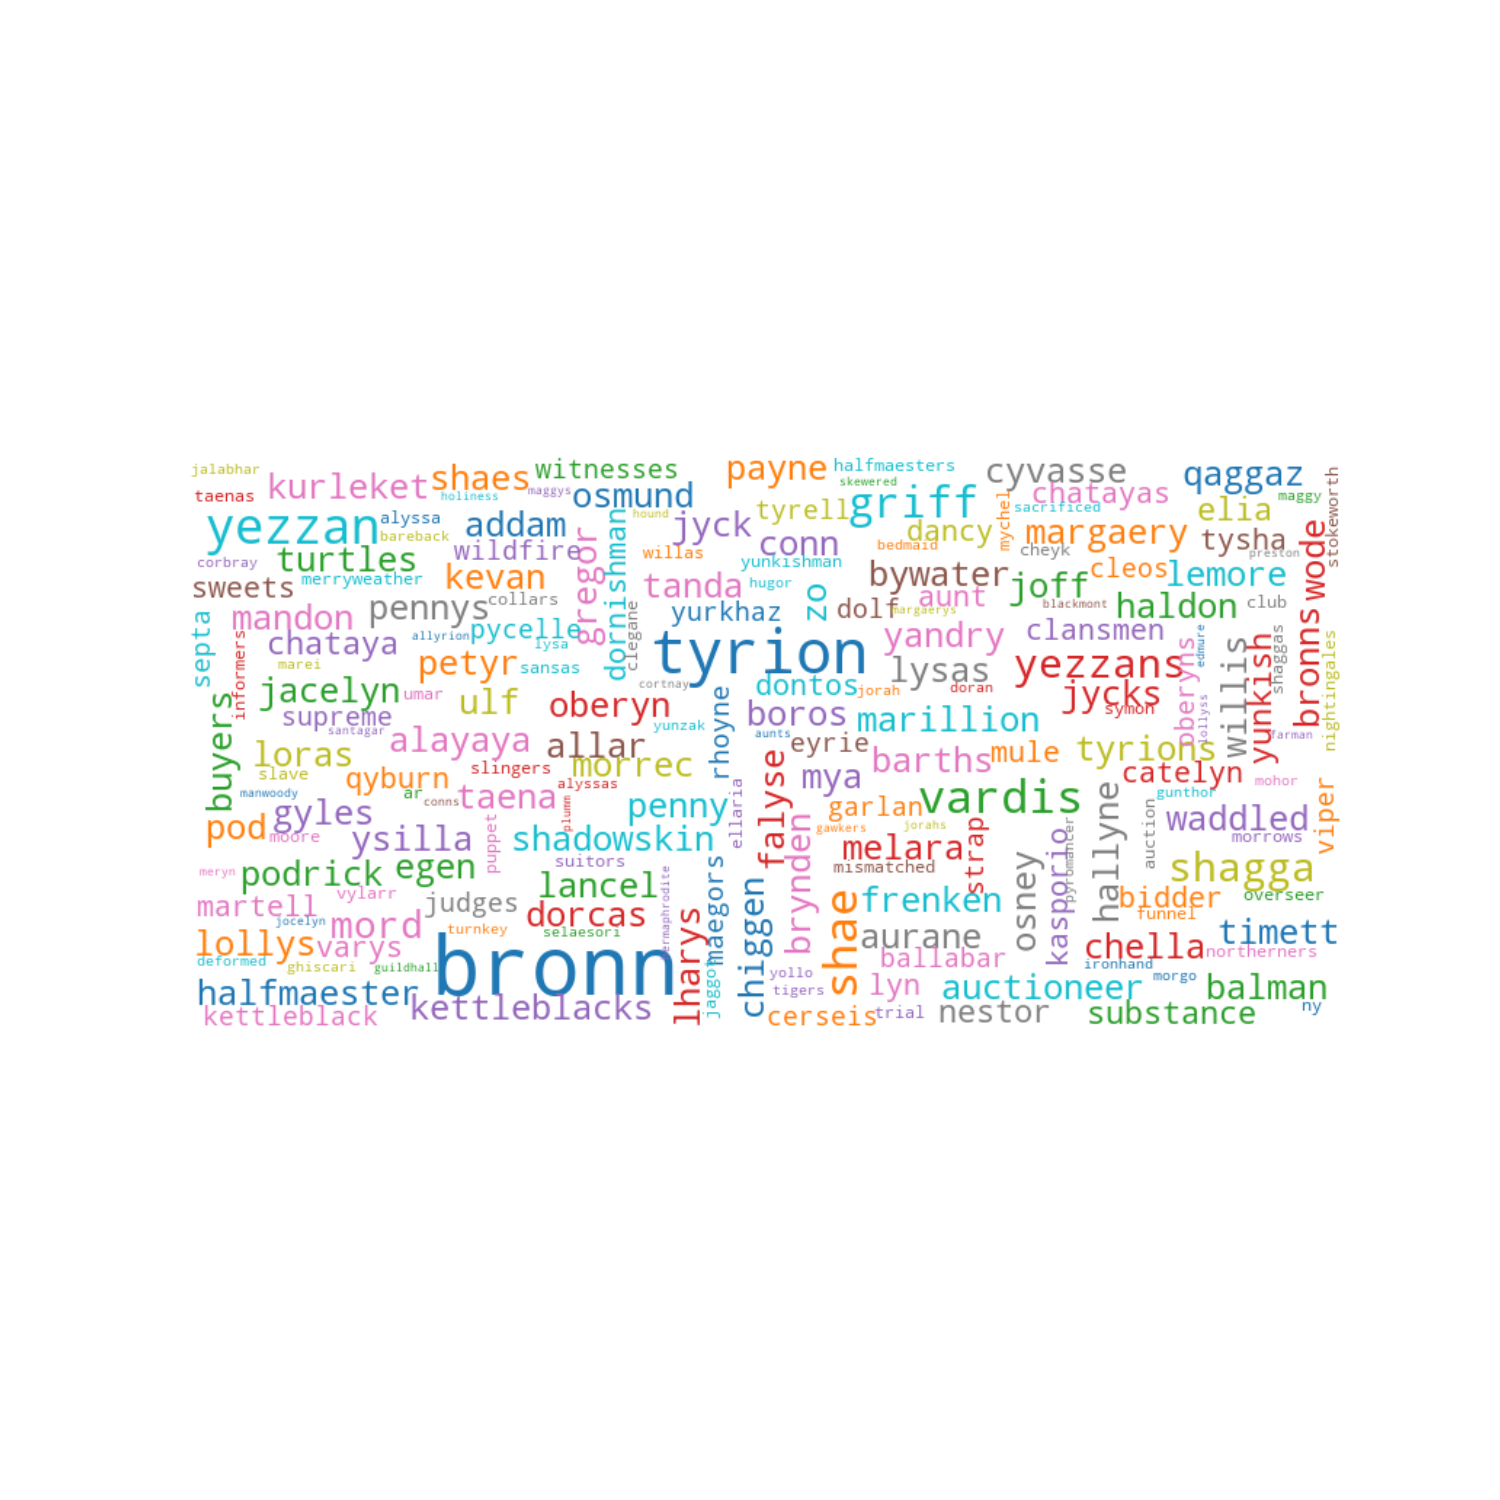 jalabhar
taenas
kurleket
shaes
holiness
witnesses
maggys
osmund
payne
halfmaesters
skewered
cyvasse
qaggaz
maggy
stokeworth
yezzan
alyssa
bareback
addam
hound
jyck
tyrell
griff
dancy
mychel
chatayas
sacrificed
margaery
elia
tysha
preston
wode
corbray
turtles
wildfire
gregor
dornishman
willas
conn
yunkishman
bedmaid
cheyk
cleos
lemore
sweets
merryweather
kevan
collars
tanda
hugor
zo
bywater
aunt
joff
blackmont
haldon
club
mandon
pennys
clegane
yurkhaz
dolf
margaerys
septa
informers
chataya
allyrion
pycelle
lysa
tyrion
yandry
clansmen
edmure
oberyns
willis
yunkish
shaggas
bronns
nightingales
marei
petyr
sansas
cortnay
lysas
yezzans
jacelyn
umar
ulf
oberyn
dontos
jorah
doran
jycks
symon
lollyss
buyers
supreme
santagar
yunzak
rhoyne
boros
marillion
aunts
farman
loras
alayaya
allar
eyrie
mule
tyrions
slave
qyburn
slingers
morrec
mya
barths
catelyn
mohor
manwoody
ar
conns
taena
alyssas
plumm
penny
ellaria
falyse
garlan
vardis
gunthor
viper
pod
gyles
moore
ysilla
puppet
shadowskin
brynden
gawkers
jorahs
strap
kasporio
pyromancer
hallyne
auction
waddled
morrows
meryn
podrick
egen
suitors
melara
mismatched
shagga
vylarr
lancel
hermaphrodite
maegors
chiggen
shae
frenken
osney
bidder
overseer
martell
jocelyn
mord
judges
dorcas
funnel
lollys
varys
turnkey
selaesori
lharys
aurane
chella
timett
northerners
deformed
ghiscari
guildhall
bronn
jaggot
yollo
ballabar
ironhand
morgo
halfmaester
tigers
lyn
auctioneer
balman
kettleblack
kettleblacks
cerseis
trial
nestor
substance
ny